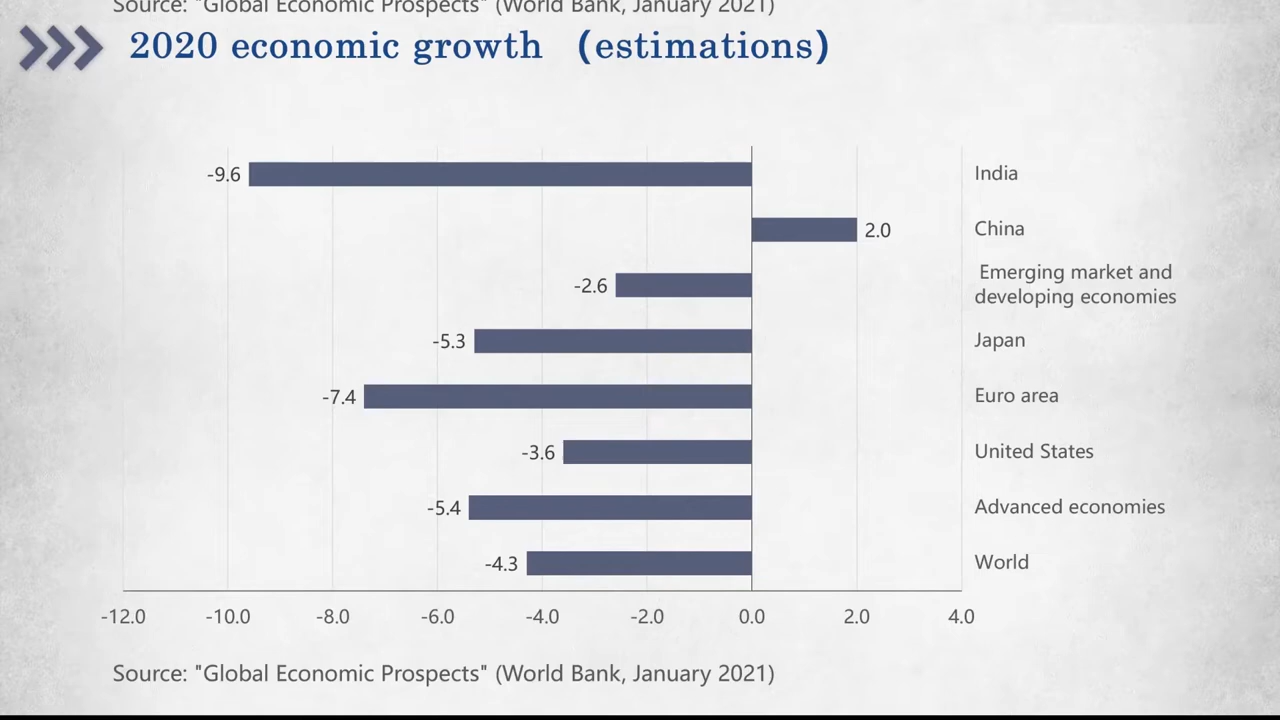 Source: "Global Economic Prospects" (World Bank, January 2021)
2020 economic growth (estimations)
-9.6
India
2.0
China
-2.6
Emerging market and
developing economies
-5.3
Japan
-7.4
Euro area
-3.6
United States
-5.4
Advanced economies
-4.3
World
-12.0 -10.0 -8.0 -6.0 -4.0 -2.0 0.0 2.0 4.0
Source: "Global Economic Prospects" (World Bank, January 2021)